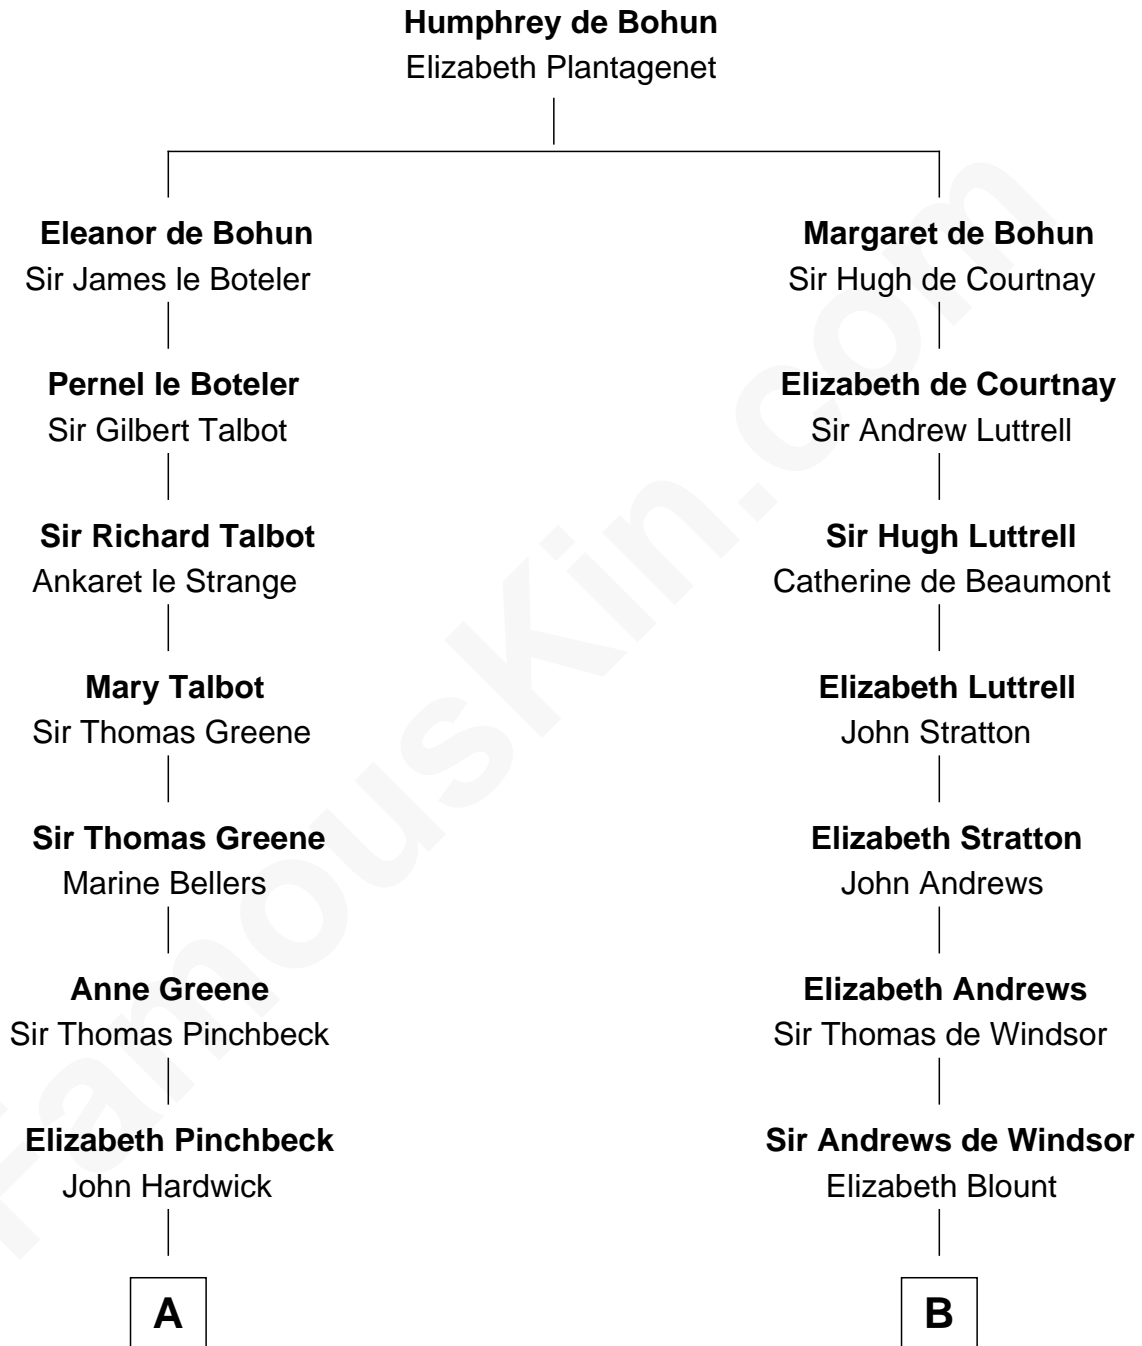 Humphrey de Bohun
Elizabeth Plantagenet
Eleanor de Bohun
Sir James le Boteler
Margaret de Bohun
Sir Hugh de Courtnay
Pernel le Boteler
Sir Gilbert Talbot
Elizabeth de Courtnay
Sir Andrew Luttrell
Sir Richard Talbot
Ankaret le Strange
Sir Hugh Luttrell
Catherine de Beaumont
Mary Talbot
Sir Thomas Greene
Elizabeth Luttrell
John Stratton
Sir Thomas Greene
Marine Bellers
Elizabeth Stratton
John Andrews
Anne Greene
Sir Thomas Pinchbeck
Elizabeth Andrews
Sir Thomas de Windsor
Elizabeth Pinchbeck
John Hardwick
Sir Andrews de Windsor
Elizabeth Blount
A
B
FamousKin.com